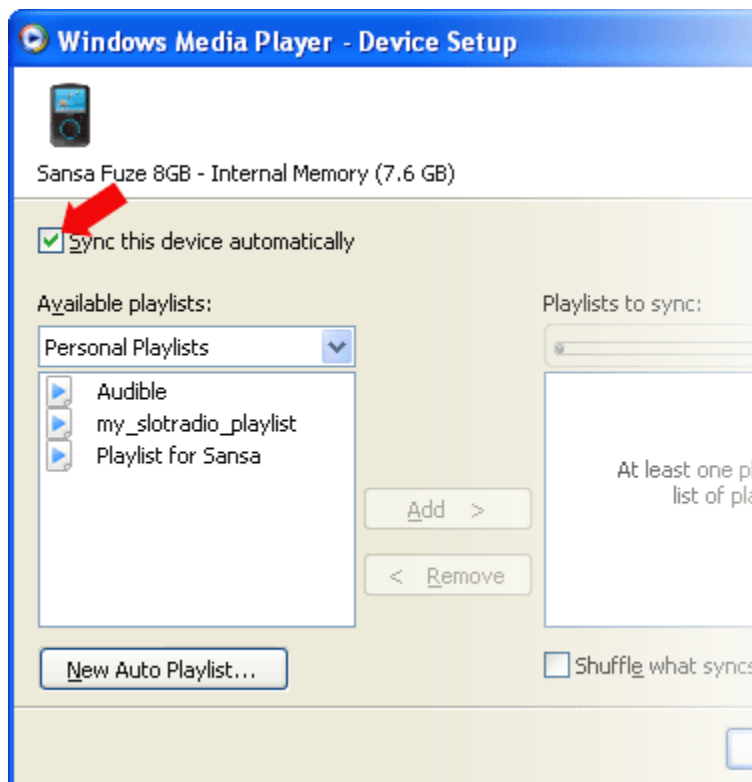 Windows Media Player - Device Setup
Sansa Fuze 8GB - Internal Memory (7.6 GB)
Sync this device automatically
Available playlists:
Personal Playlists
Audible
my_slotradio_playlist
Playlist for Sansa
Add >
< Remove
New Auto Playlist...
Playlists to sync:
At least one
list of
Shuffle what syncs